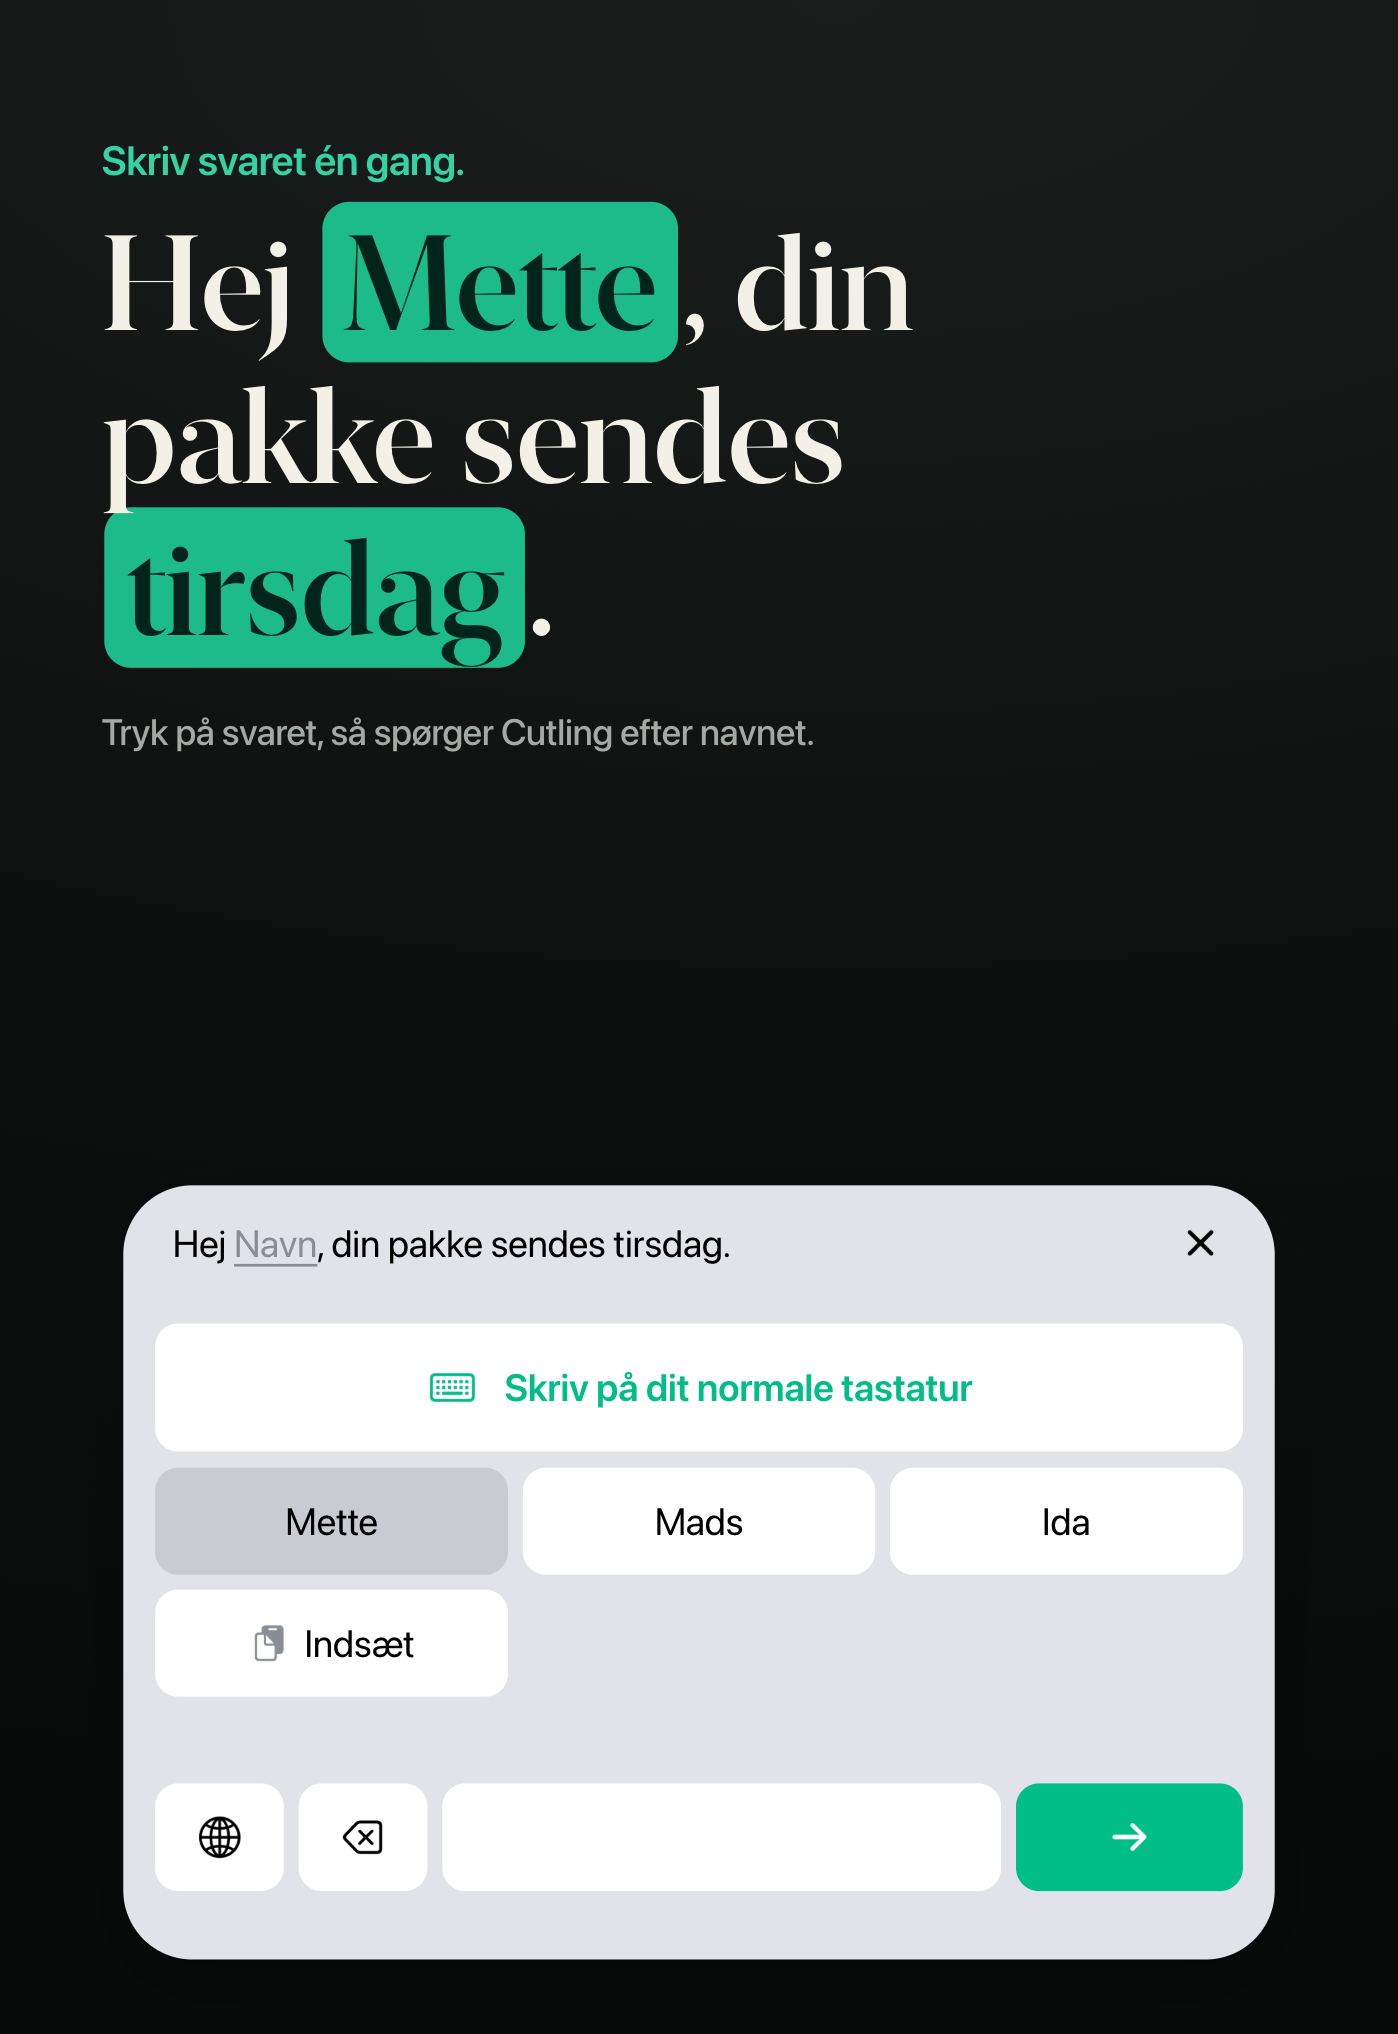 Skriv svaret én gang.
Hej Mette, din
pakke sendes
tirsdag.
Tryk på svaret, så spørger Cutling efter navnet.
Hej Navn, din pakke sendes tirsdag.
Skriv på dit normale tastatur
Mette
Mads
Ida
Indsæt